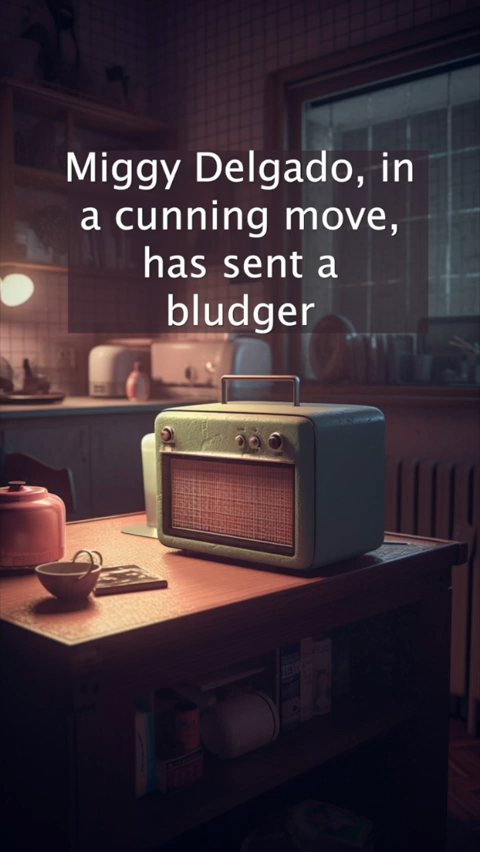 Miggy Delgado, in
a cunning move,
has sent a
bludger